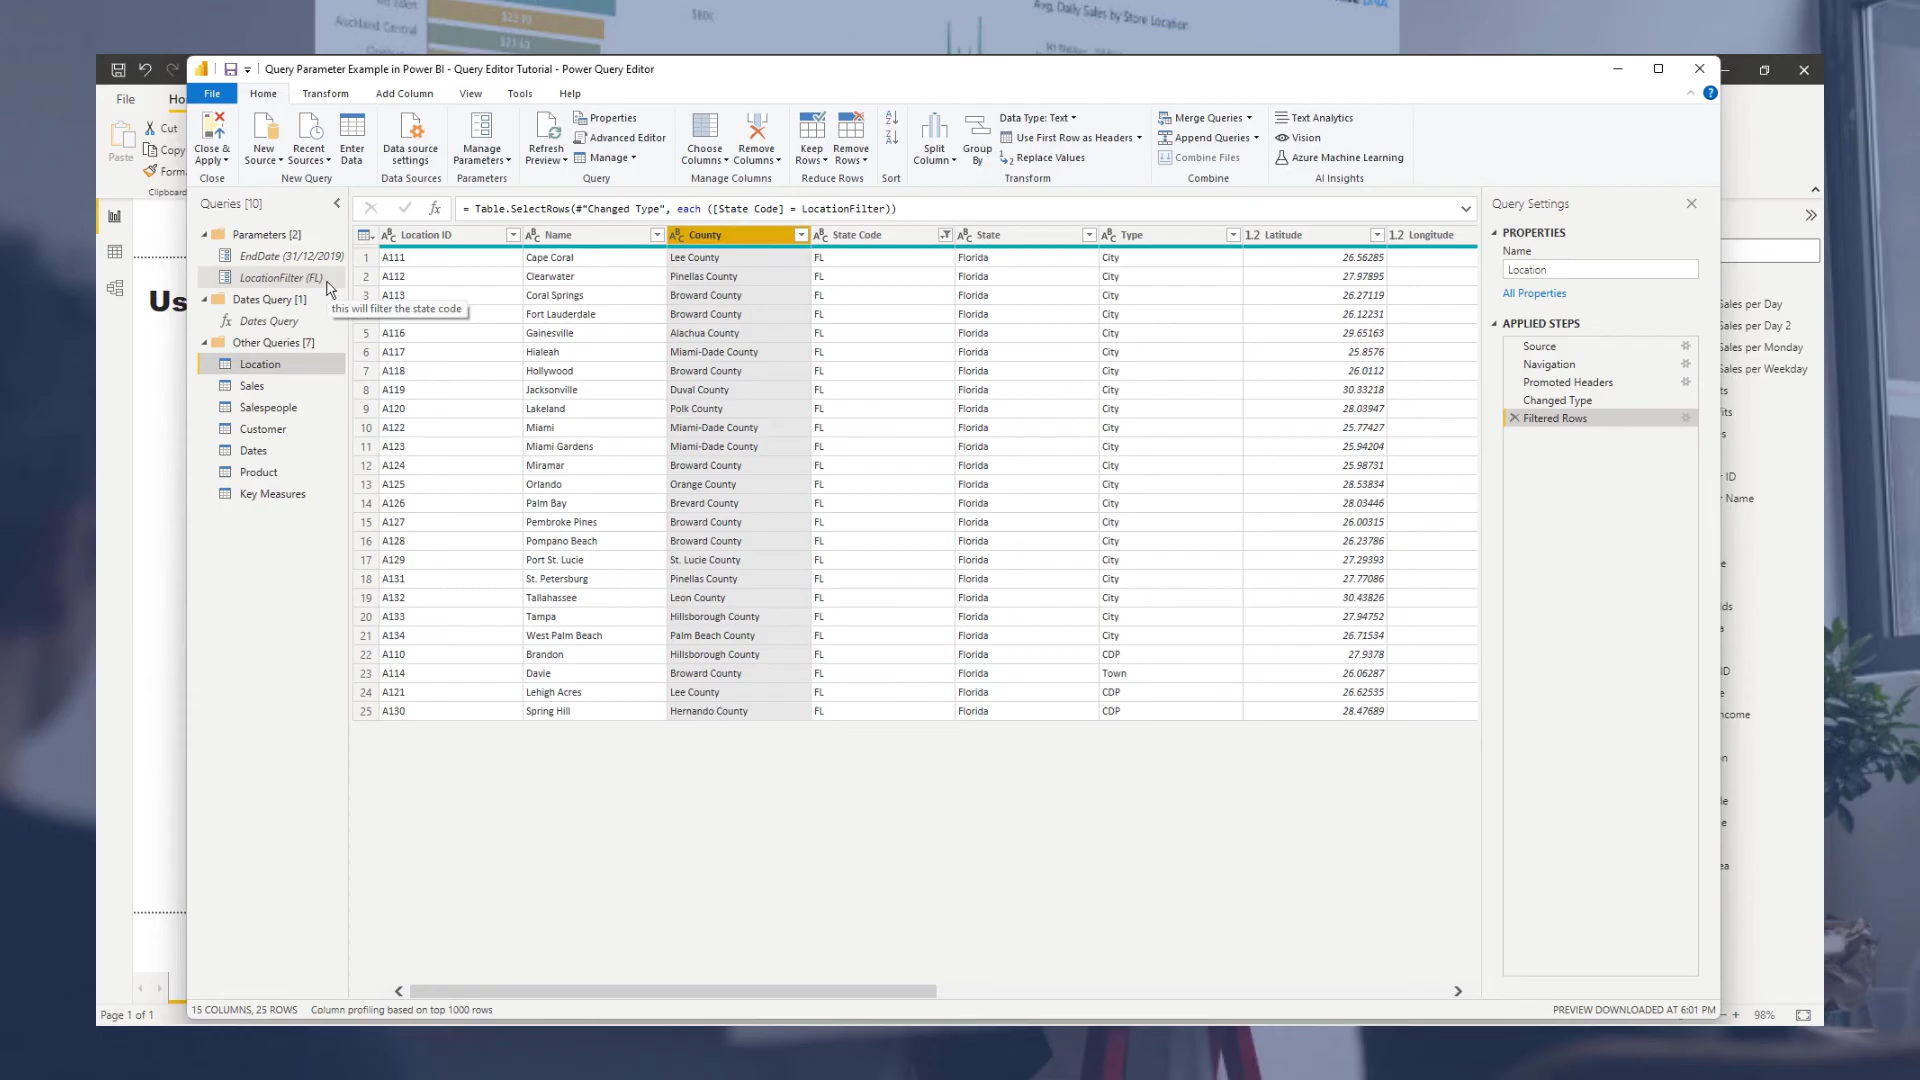 Auckland Central
$23.63
$80K
Avg. Daily Sales by Store Location
Query Parameter Example in Power BI - Query Editor Tutorial - Power Query Editor
File
File Home Transform Add Column View Tools Help
Paste
Cut
Copy
Clipboard
Close & Apply
New Source
Recent Sources
Enter Data
Data source settings
Manage Parameters
Refresh Preview
Properties
Advanced Editor
Manage
Choose Columns
Remove Columns
Keep Rows
Remove Rows
Split Column
Group By
Data Type: Text
Use First Row as Headers
Replace Values
Merge Queries
Append Queries
Combine Files
Text Analytics
Vision
Azure Machine Learning
Close
New Query
Data Sources
Parameters
Query
Manage Columns
Reduce Rows
Sort
Transform
Combine
AI Insights
Queries [10]
Parameters [2]
EndDate (31/12/2019)
LocationFilter (FL)
this will filter the state code
Dates Query [1]
Dates Query
Other Queries [7]
Location
Sales
Salespeople
Customer
Dates
Product
Key Measures
= Table.SelectRows(#"Changed Type", each ([State Code] = LocationFilter))
Location ID Name County State Code State Type 1.2 Latitude 1.2 Longitude
1 A111 Cape Coral Lee County FL Florida City 26.56285
2 A112 Clearwater Pinellas County FL Florida City 27.97895
3 A113 Coral Springs Broward County FL Florida City 26.27119
Fort Lauderdale Broward County FL Florida City 26.12231
5 A116 Gainesville Alachua County FL Florida City 29.65163
6 A117 Hialeah Miami-Dade County FL Florida City 25.8576
7 A118 Hollywood Broward County FL Florida City 26.0112
8 A119 Jacksonville Duval County FL Florida City 30.33218
9 A120 Lakeland Polk County FL Florida City 28.03947
10 A122 Miami Miami-Dade County FL Florida City 25.77427
11 A123 Miami Gardens Miami-Dade County FL Florida City 25.94204
12 A124 Miramar Broward County FL Florida City 25.98731
13 A125 Orlando Orange County FL Florida City 28.53834
14 A126 Palm Bay Brevard County FL Florida City 28.03446
15 A127 Pembroke Pines Broward County FL Florida City 26.00315
16 A128 Pompano Beach Broward County FL Florida City 26.23786
17 A129 Port St. Lucie St. Lucie County FL Florida City 27.29393
18 A131 St. Petersburg Pinellas County FL Florida City 27.77086
19 A132 Tallahassee Leon County FL Florida City 30.43826
20 A133 Tampa Hillsborough County FL Florida City 27.94752
21 A134 West Palm Beach Palm Beach County FL Florida City 26.71534
22 A110 Brandon Hillsborough County FL Florida CDP 27.9378
23 A114 Davie Broward County FL Florida Town 26.06287
24 A121 Lehigh Acres Lee County FL Florida CDP 26.62535
25 A130 Spring Hill Hernando County FL Florida CDP 28.47689
Query Settings
PROPERTIES
Name
Location
All Properties
APPLIED STEPS
Source
Navigation
Promoted Headers
Changed Type
Filtered Rows
Us
Sales per Day
Sales per Day 2
Sales per Monday
Sales per Weekday
ID
Name
15 COLUMNS, 25 ROWS Column profiling based on top 1000 rows
PREVIEW DOWNLOADED AT 6:01 PM
Page 1 of 1
98%